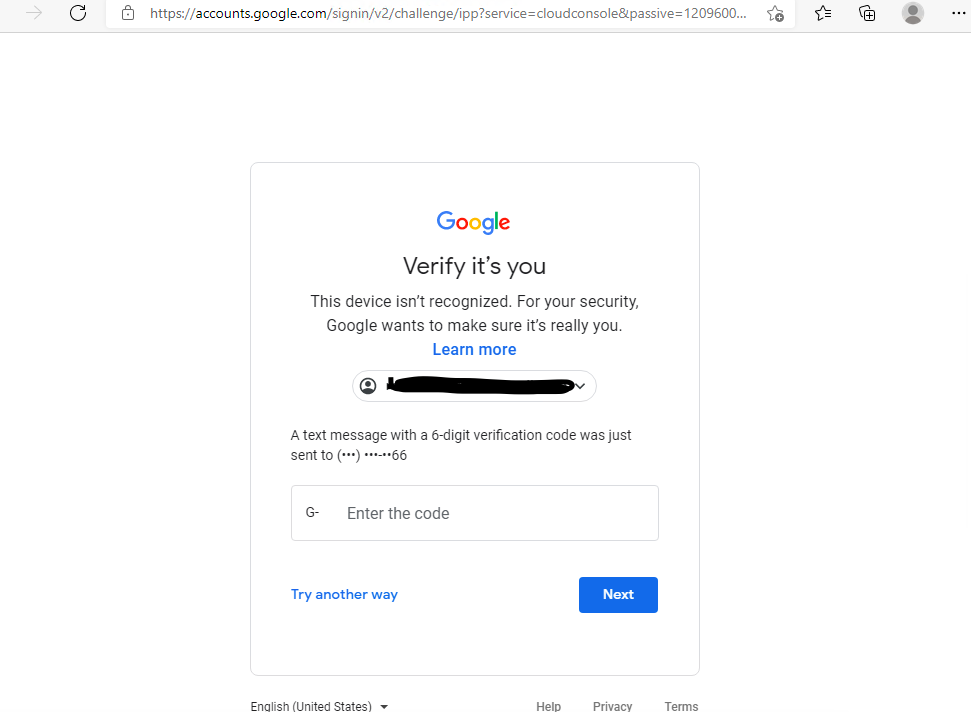 https://accounts.google.com/signin/v2/challenge/ipp?service=cloudconsole&passive=1209600...
Google
Verify it's you
This device isn't recognized. For your security,
Google wants to make sure it's really you.
Learn more
A text message with a 6-digit verification code was just
sent to (•••) •••-••66
G- Enter the code
Try another way Next
English (United States) Help Privacy Terms